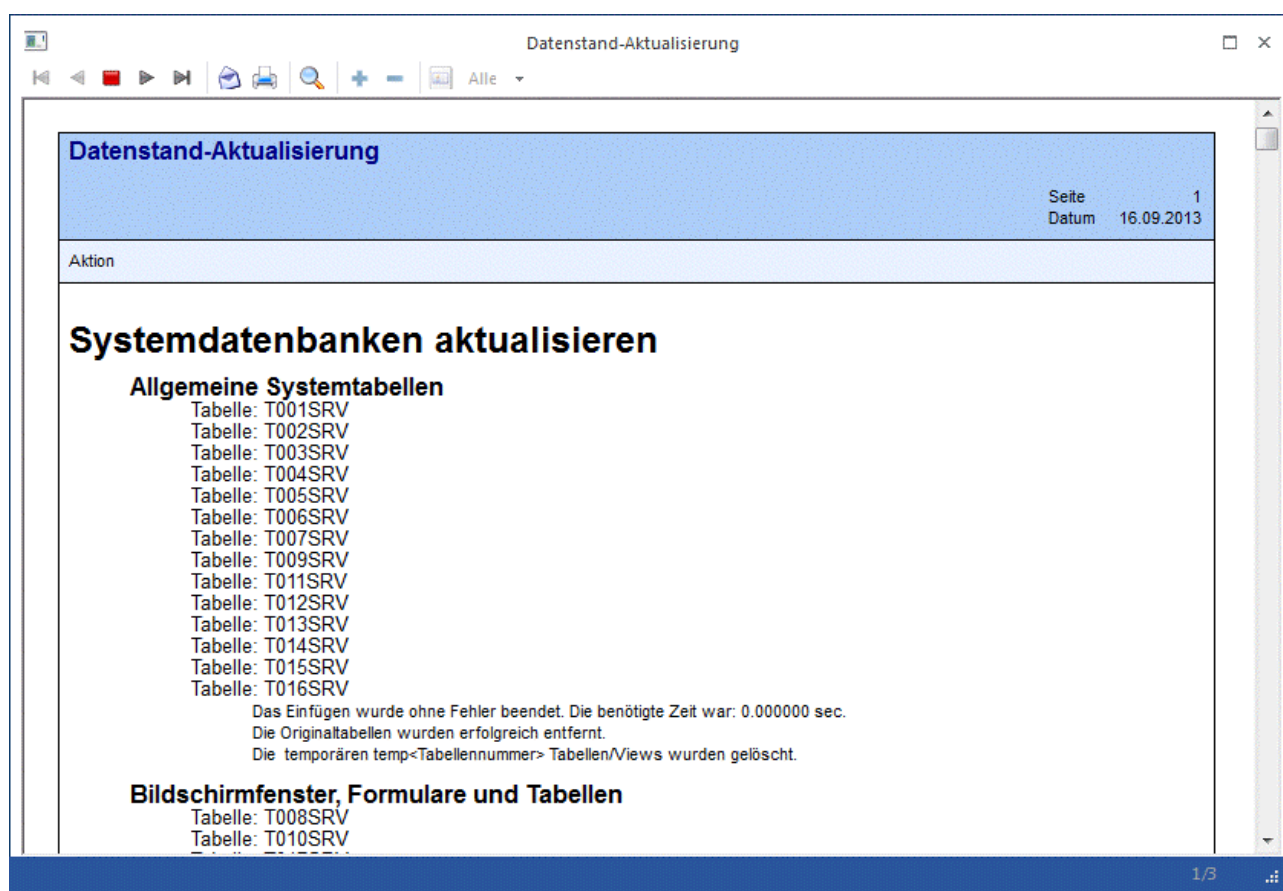 Datenstand-Aktualisierung
Alle
Datenstand-Aktualisierung
Seite 1
Datum 16.09.2013
Aktion
Systemdatenbanken aktualisieren
Allgemeine Systemtabellen
Tabelle: T001SRV
Tabelle: T002SRV
Tabelle: T003SRV
Tabelle: T004SRV
Tabelle: T005SRV
Tabelle: T006SRV
Tabelle: T007SRV
Tabelle: T009SRV
Tabelle: T011SRV
Tabelle: T012SRV
Tabelle: T013SRV
Tabelle: T014SRV
Tabelle: T015SRV
Tabelle: T016SRV
Das Einfügen wurde ohne Fehler beendet. Die benötigte Zeit war: 0.000000 sec.
Die Originaltabellen wurden erfolgreich entfernt.
Die temporären temp<Tabellennummer> Tabellen/Views wurden gelöscht.
Bildschirmfenster, Formulare und Tabellen
Tabelle: T008SRV
Tabelle: T010SRV
1/3